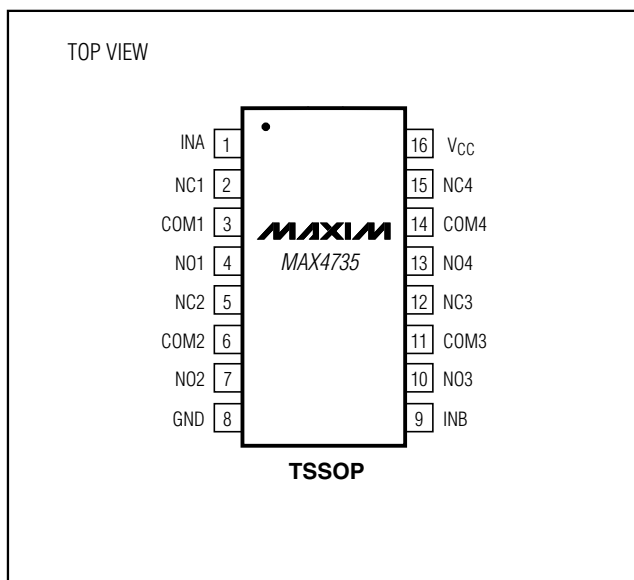 TOP VIEW
INA 1 16 VCC
NC1 2 15 NC4
COM1 3 14 COM4
MAXIM
NO1 4 13 NO4
MAX4735
NC2 5 12 NC3
COM2 6 11 COM3
NO2 7 10 NO3
GND 8 9 INB
TSSOP